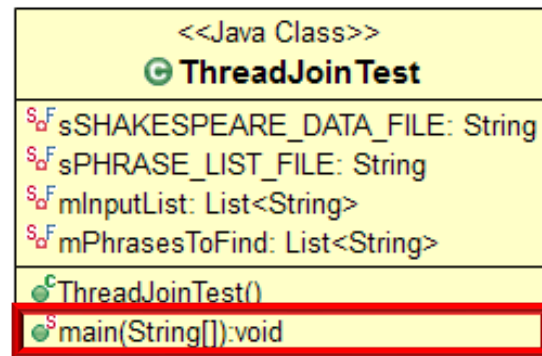 <<Java Class>>
ThreadJoinTest
sSHAKESPEARE_DATA_FILE: String
sPHRASE_LIST_FILE: String
mInputList: List<String>
mPhrasesToFind: List<String>
ThreadJoinTest()
main(String[]):void